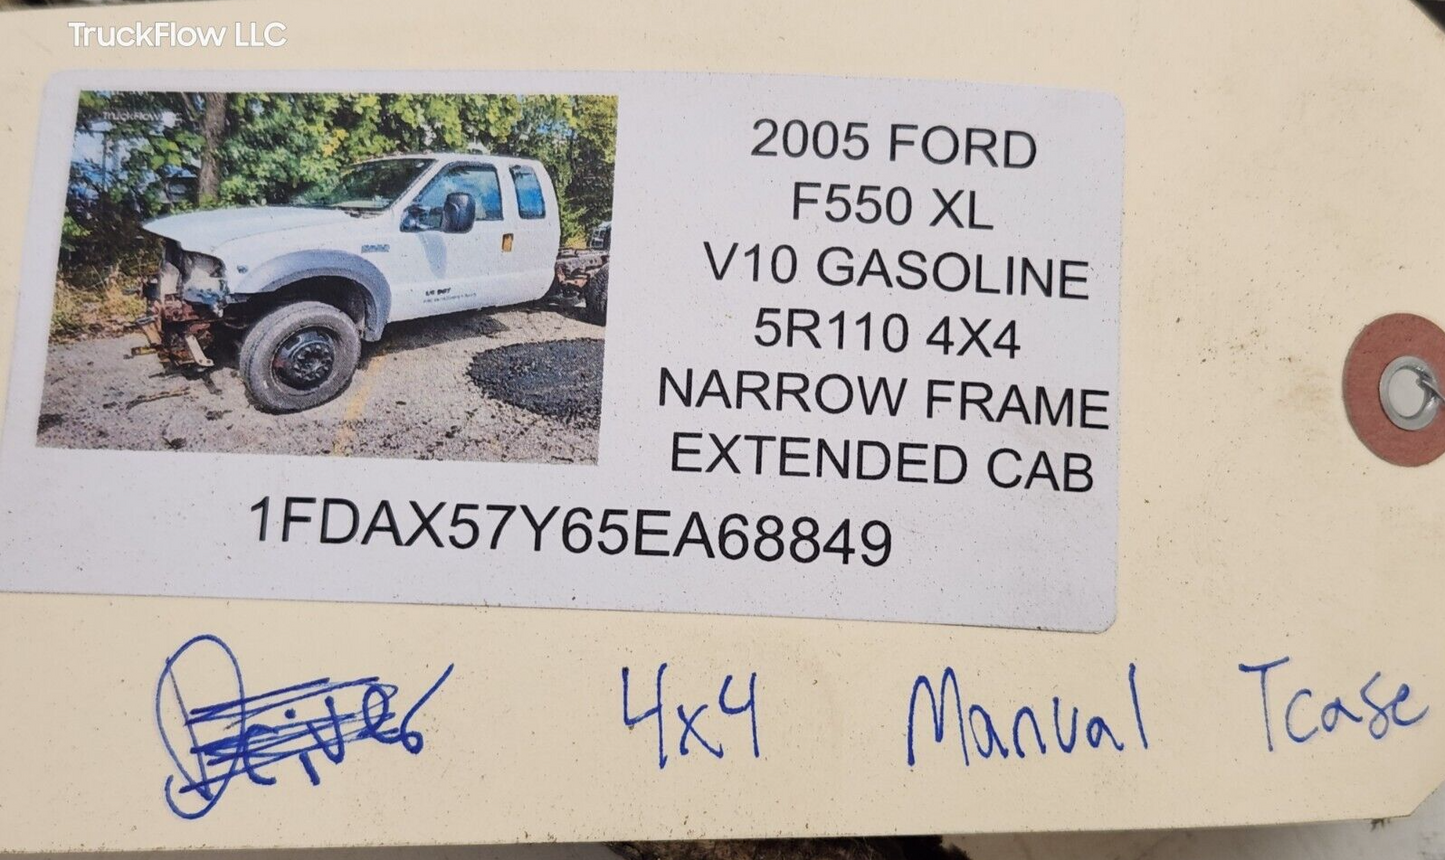 TruckFlow LLC
2005 FORD
F550 XL
V10 GASOLINE
5R110 4X4
NARROW FRAME
EXTENDED CAB
1FDAX57Y65EA68849
4x4 Manual Tcase